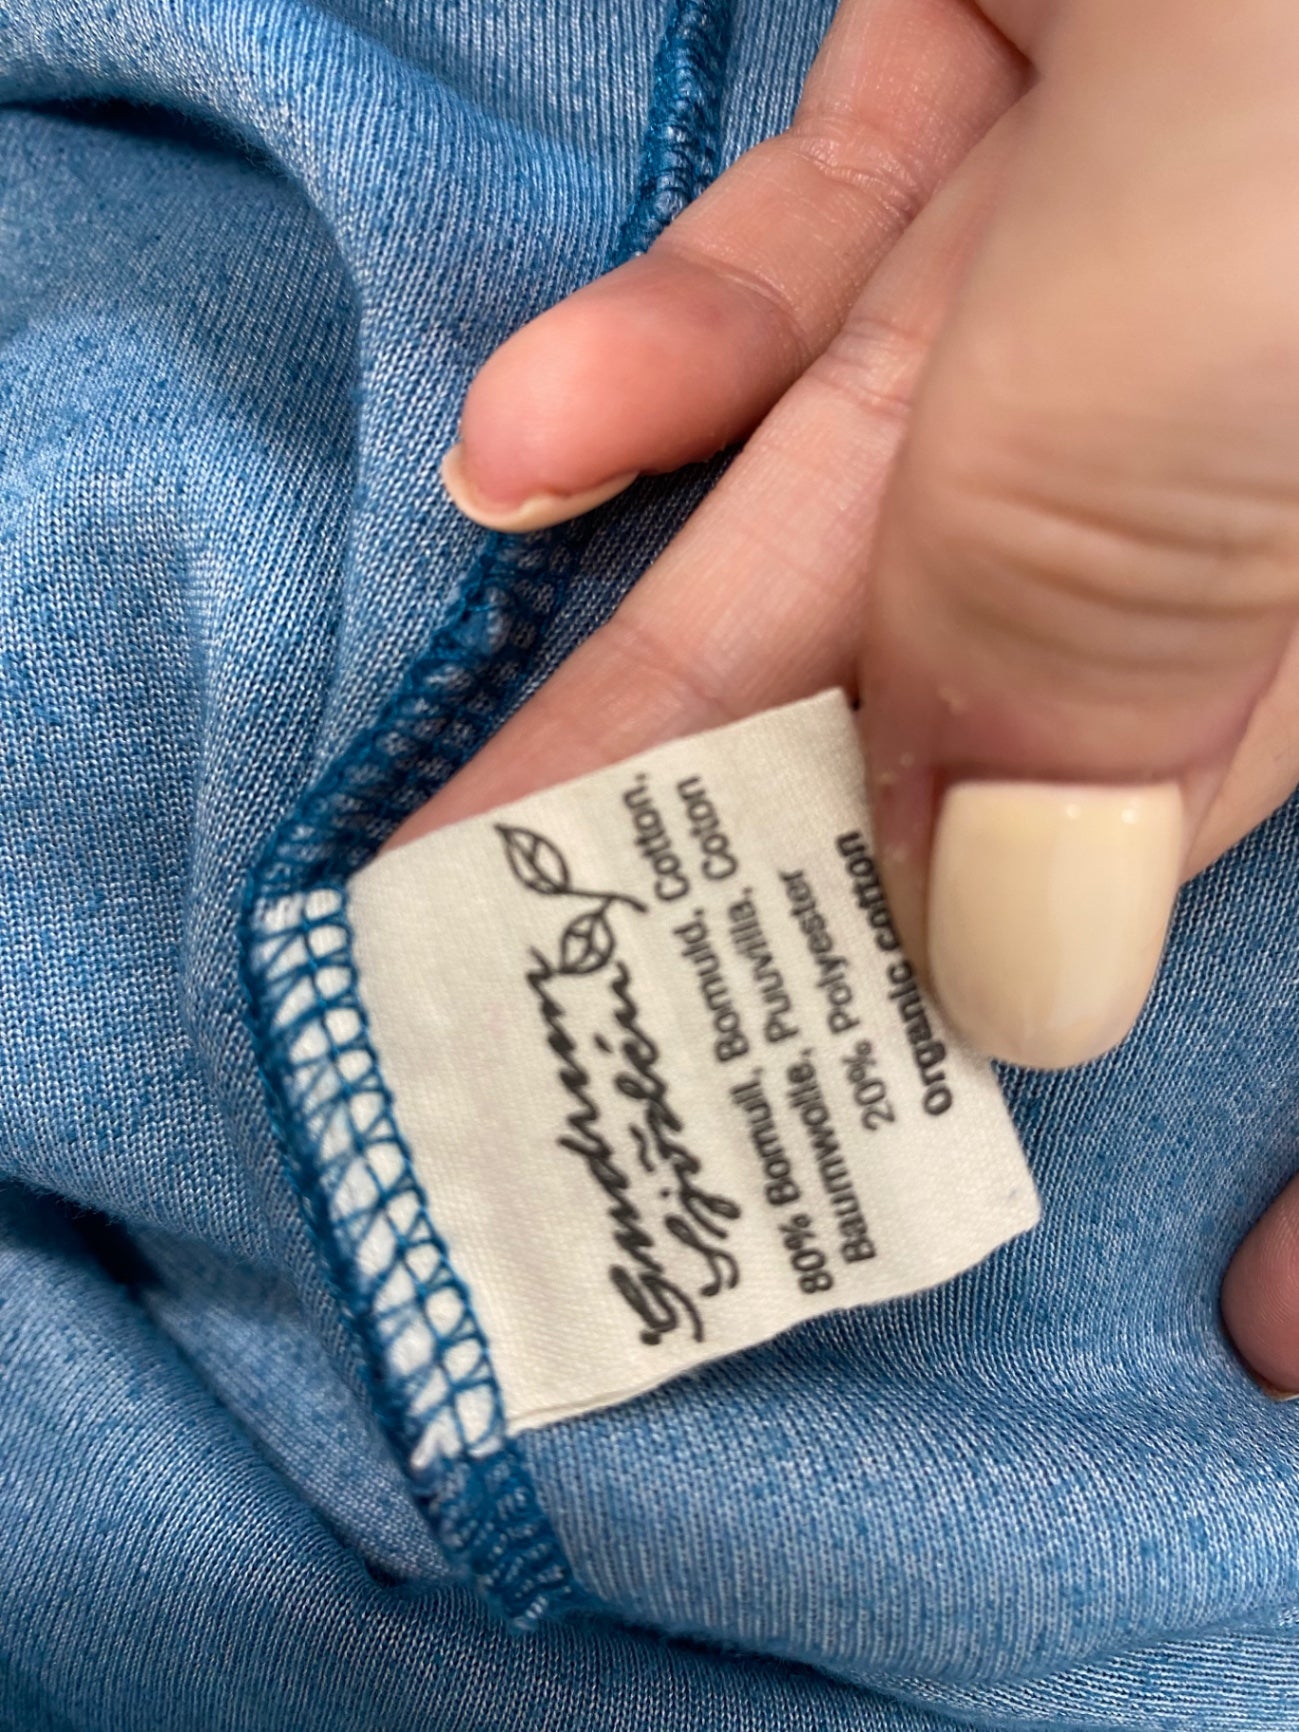 Gudrun
Sjödén
80% Bomull, Bomuld, Cotton,
Baumwolle, Puuvilla, Coton
20% Polyester
Organic cotton